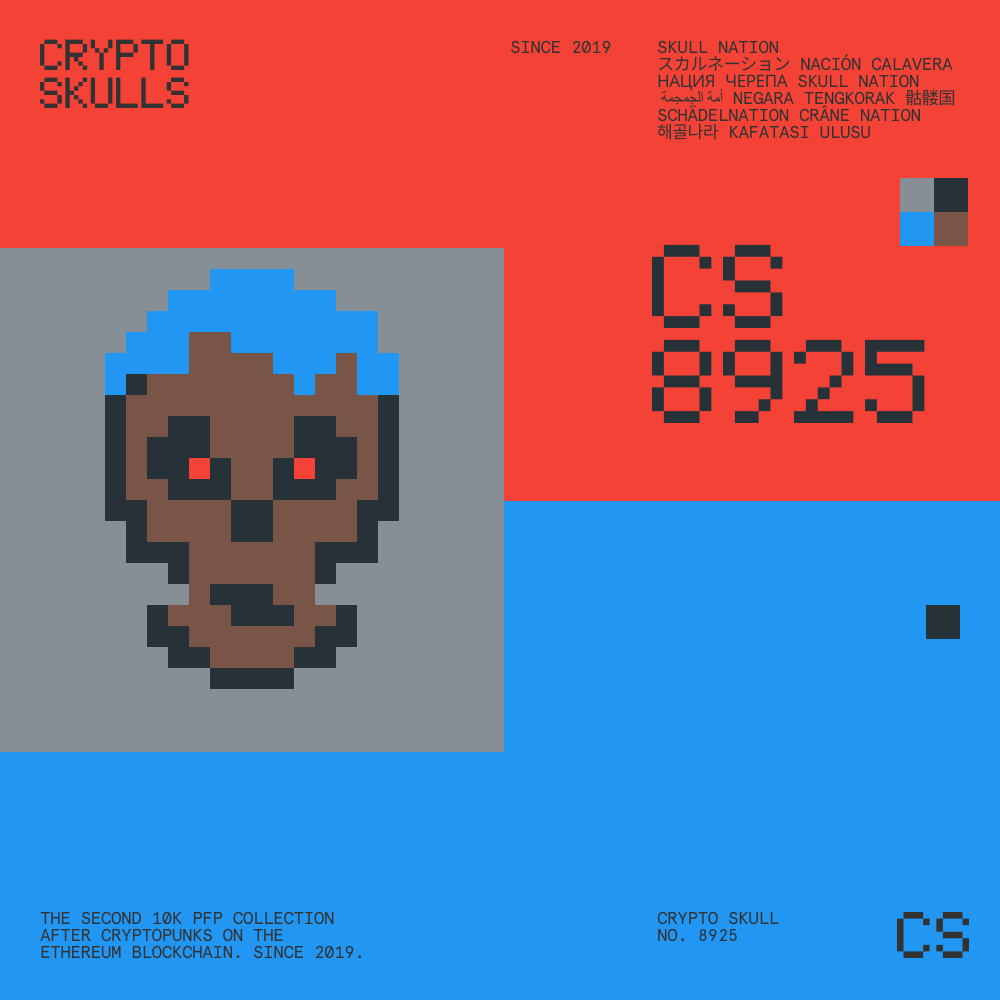 CRYPTO
SKULLS
SINCE 2019
SKULL NATION
スカルネーション NACIÓN CALAVERA
НАЦИЯ ЧЕРЕПА SKULL NATION
أمة الجمجمة NEGARA TENGKORAK 骷髅国
SCHÄDELNATION CRÂNE NATION
해골나라 KAFATASI ULUSU
CS
8925
THE SECOND 10K PFP COLLECTION
AFTER CRYPTOPUNKS ON THE
ETHEREUM BLOCKCHAIN. SINCE 2019.
CRYPTO SKULL
NO. 8925
CS